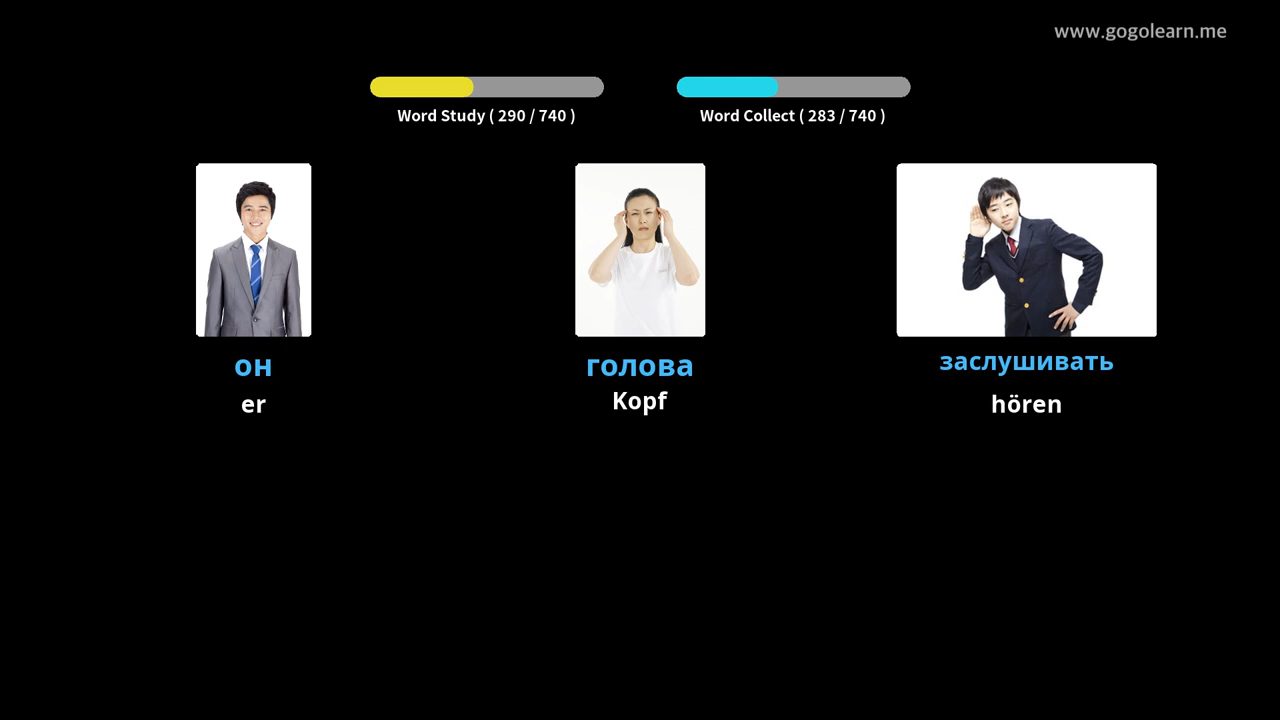 www.gogolearn.me
Word Study ( 290 / 740 )
Word Collect ( 283 / 740 )
он
er
голова
Kopf
заслушивать
hören